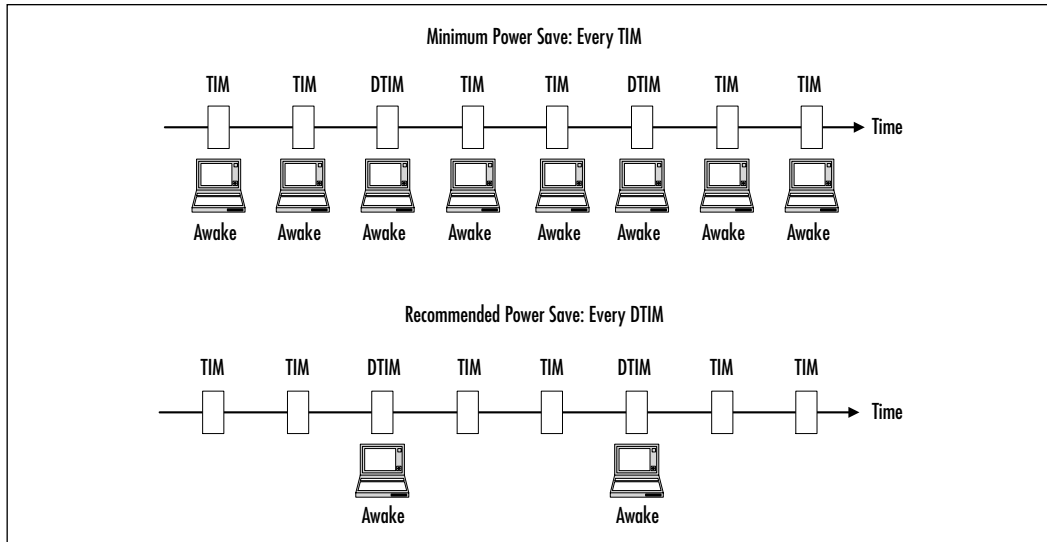 Minimum Power Save: Every TIM
TIM TIM DTIM TIM TIM DTIM TIM TIM
Time
Awake Awake Awake Awake Awake Awake Awake Awake
Recommended Power Save: Every DTIM
TIM TIM DTIM TIM TIM DTIM TIM TIM
Time
Awake Awake